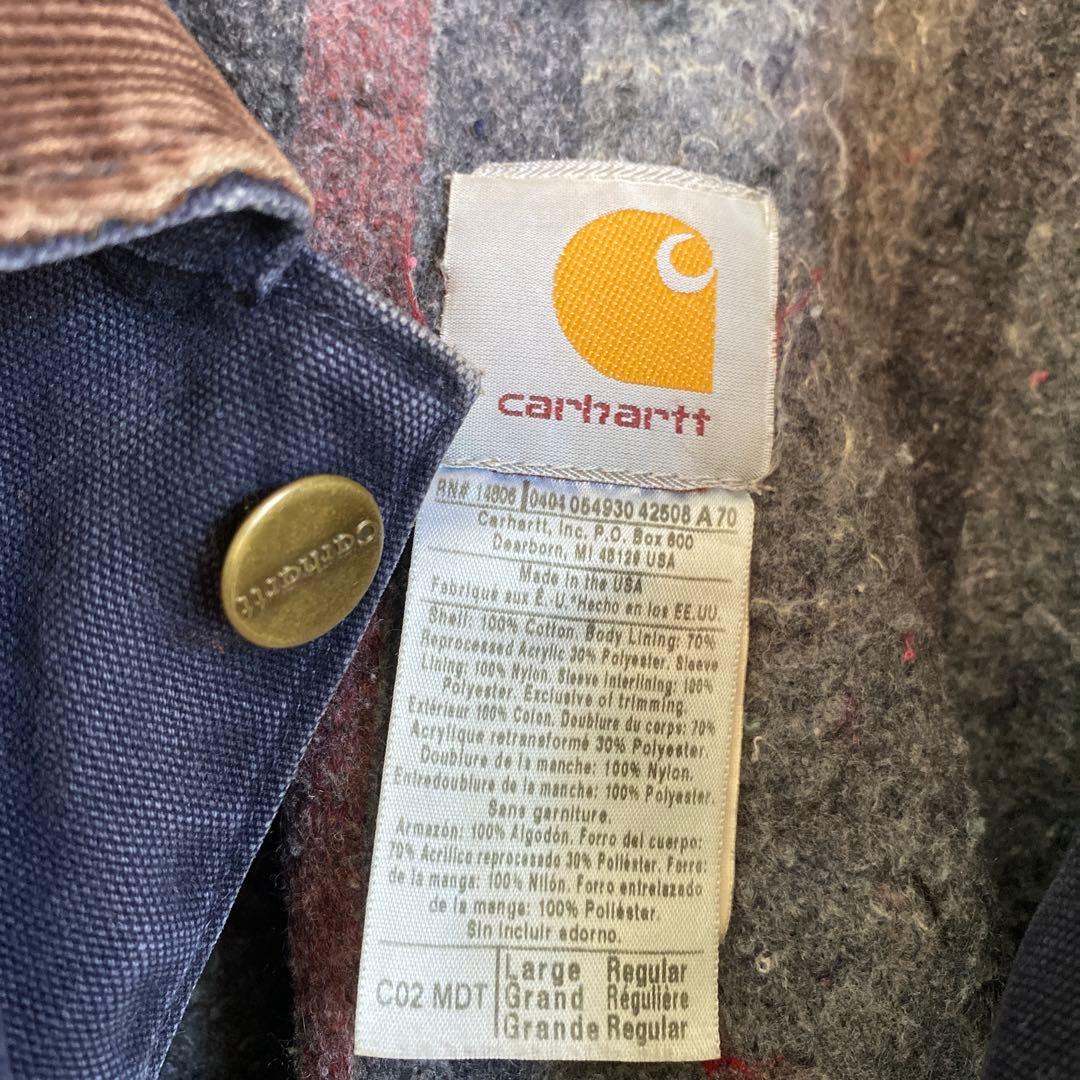 carhartt
Carhartt
RN# 14806 0404 054930 42508 A70
Carhartt, Inc. P.O. Box 600
Dearborn, MI 48126 USA
Made in the USA
Fabriqué aux É. U.*Hecho en los EE.UU.
Shell: 100% Cotton. Body Lining: 70%
Reprocessed Acrylic 30% Polyester. Sleeve
Lining, 100% Nylon. Sleeve interlining: 100%
Polyester. Exclusive of trimming.
Extérieur 100% Coton. Doublure du corps: 70%
Acrylique retransformé 30% Polyester.
Doublure de la manche: 100% Nylon.
Entredoublure de la manche: 100% Polyester.
Sans garniture.
Armazón: 100% Algodón. Forro del cuerpo:
70% Acrílico reprocesado 30% Poliéster. Forro
de la manga: 100% Nilón. Forro entrelazado
de la manga: 100% Poliéster.
Sin incluir adorno.
C02 MDT
Large Regular
Grand Régulière
Grande Regular